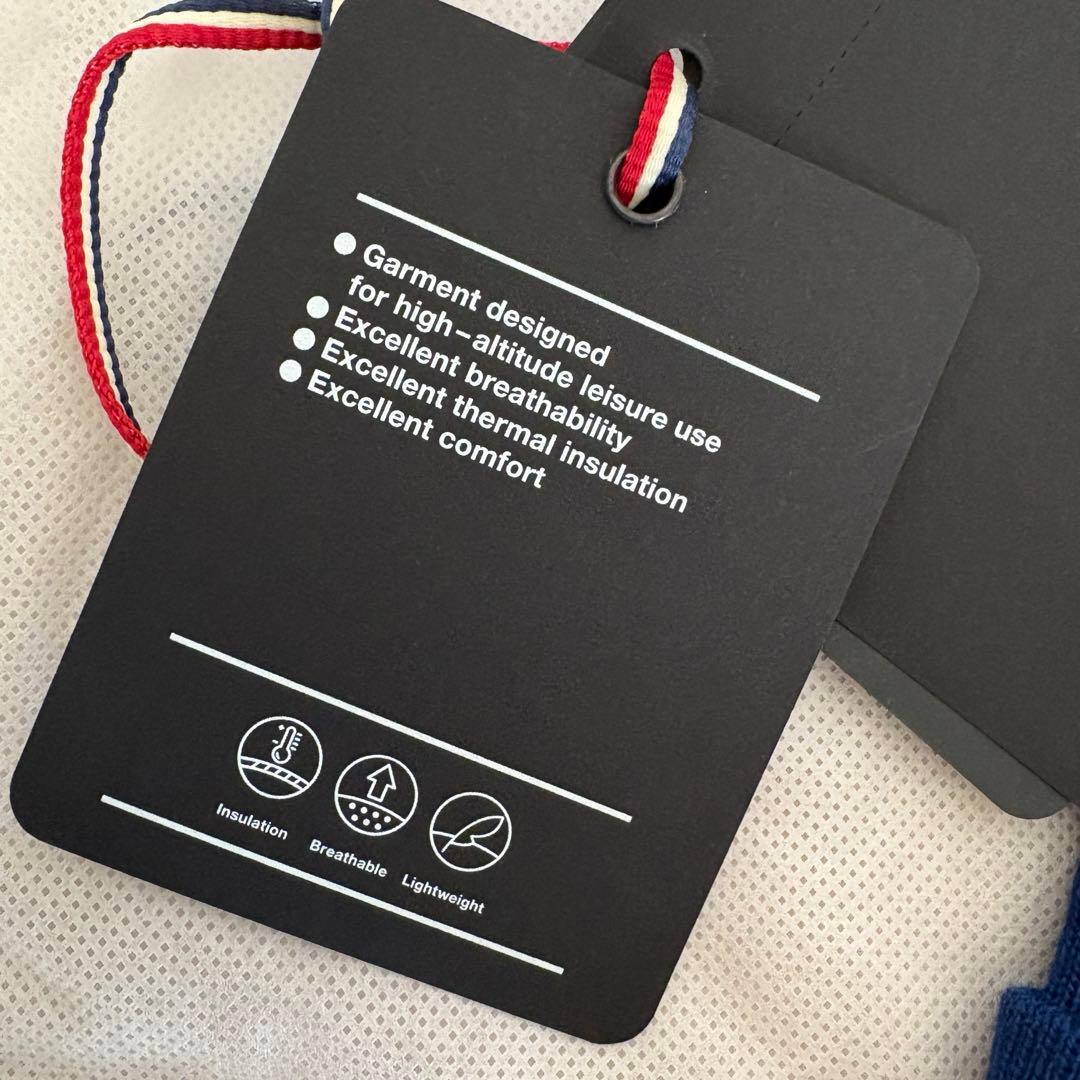 ● Garment designed
for high-altitude leisure use
● Excellent breathability
● Excellent thermal insulation
● Excellent comfort
Insulation
Breathable
Lightweight